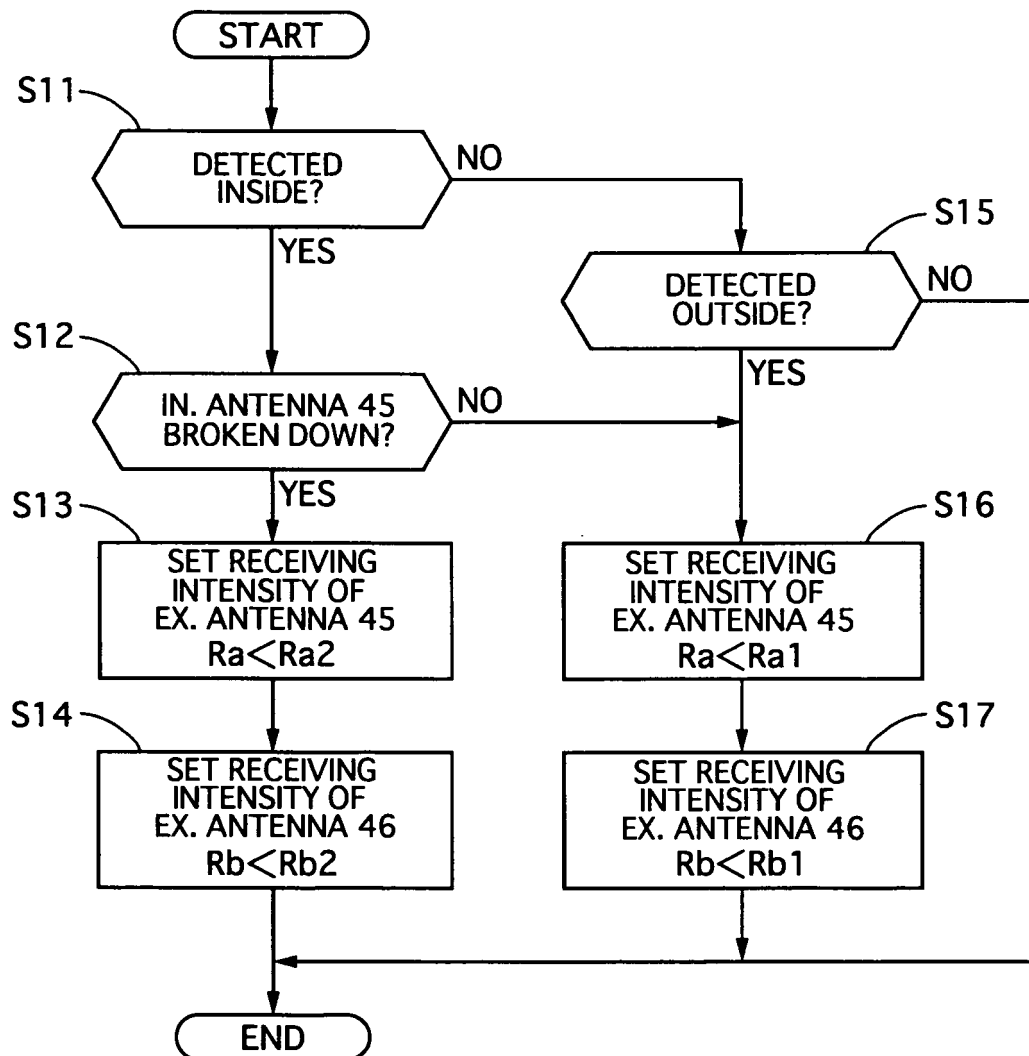 START
S11
DETECTED
INSIDE?
NO
YES
S15
DETECTED
OUTSIDE?
NO
YES
S12
IN. ANTENNA 45
BROKEN DOWN?
NO
YES
S13
SET RECEIVING
INTENSITY OF
EX. ANTENNA 45
Ra<Ra2
S16
SET RECEIVING
INTENSITY OF
EX. ANTENNA 45
Ra<Ra1
S14
SET RECEIVING
INTENSITY OF
EX. ANTENNA 46
Rb<Rb2
S17
SET RECEIVING
INTENSITY OF
EX. ANTENNA 46
Rb<Rb1
END